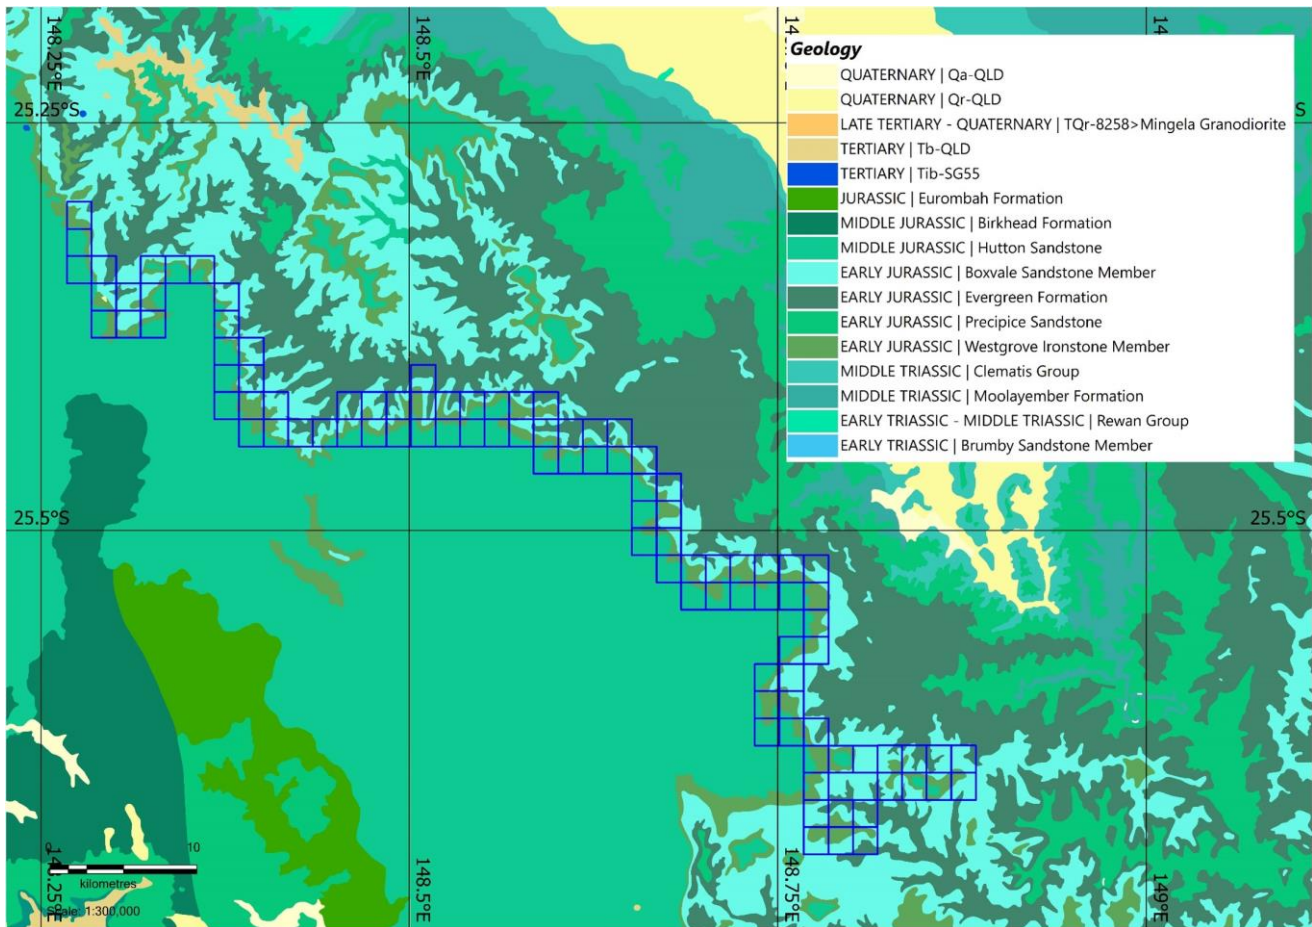 148.25°E
148.5°E
Geology
QUATERNARY | Qa-QLD
QUATERNARY | Qr-QLD
25.25°S
S
LATE TERTIARY - QUATERNARY | TQr-8258>Mingela Granodiorite
TERTIARY | Tb-QLD
TERTIARY | Tib-SG55
JURASSIC | Eurombah Formation
MIDDLE JURASSIC | Birkhead Formation
MIDDLE JURASSIC | Hutton Sandstone
EARLY JURASSIC | Boxvale Sandstone Member
EARLY JURASSIC | Evergreen Formation
EARLY JURASSIC | Precipice Sandstone
EARLY JURASSIC | Westgrove Ironstone Member
MIDDLE TRIASSIC | Clematis Group
MIDDLE TRIASSIC | Moolayember Formation
EARLY TRIASSIC - MIDDLE TRIASSIC | Rewan Group
EARLY TRIASSIC | Brumby Sandstone Member
25.5°S
25.5°S
10
kilometres
Scale: 1:300,000
148.5°E
148.75°E
149°E